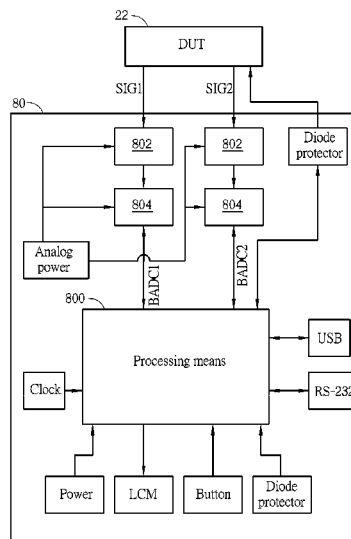 22
DUT
SIG1
SIG2
80
802
802
Diode
protector
804
804
Analog
power
BADC1
BADC2
800
Processing means
USB
Clock
RS-232
Power
LCM
Button
Diode
protector